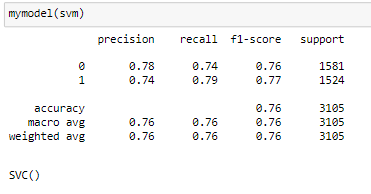 mymodel(svm)
precision recall f1-score support
0 0.78 0.74 0.76 1581
1 0.74 0.79 0.77 1524
accuracy 0.76 3105
macro avg 0.76 0.76 0.76 3105
weighted avg 0.76 0.76 0.76 3105
SVC()